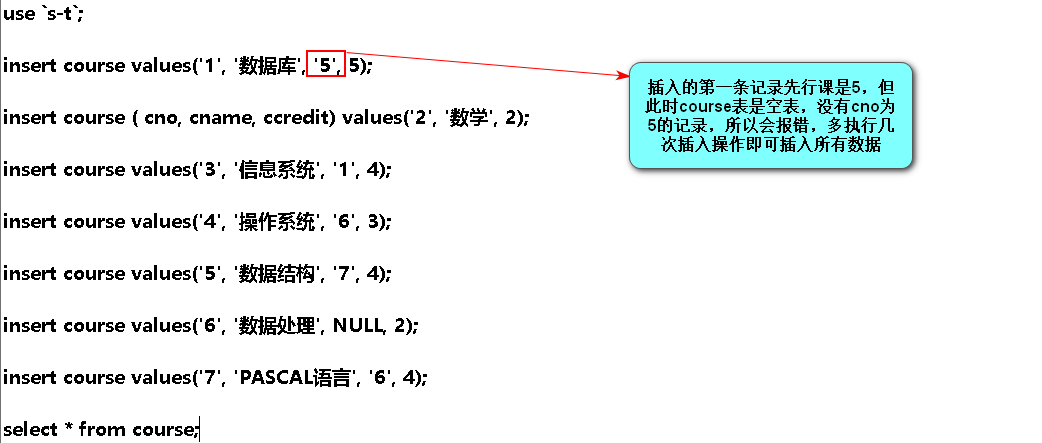 use `s-t`;
insert course values('1', '数据库', '5', 5);
insert course ( cno, cname, ccredit) values('2', '数学', 2);
insert course values('3', '信息系统', '1', 4);
insert course values('4', '操作系统', '6', 3);
insert course values('5', '数据结构', '7', 4);
insert course values('6', '数据处理', NULL, 2);
insert course values('7', 'PASCAL语言', '6', 4);
select * from course;
插入的第一条记录先行课是5，但
此时course表是空表，没有cno为
5的记录，所以会报错，多执行几
次插入操作即可插入所有数据